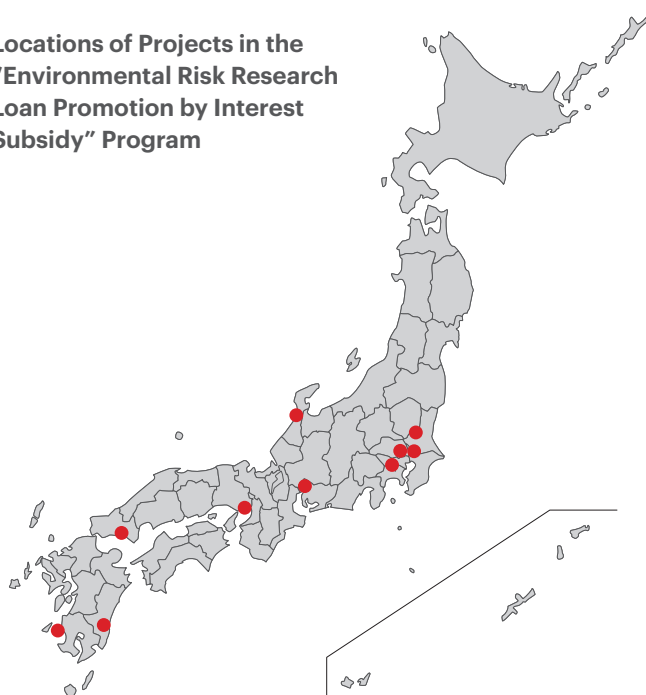 Locations of Projects in the
"Environmental Risk Research
Loan Promotion by Interest
Subsidy” Program